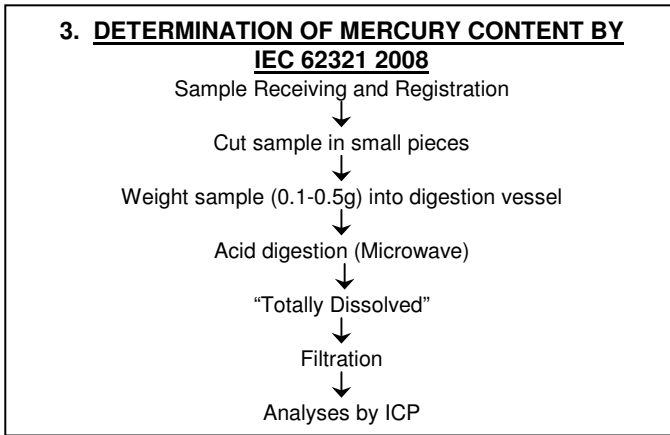 3. DETERMINATION OF MERCURY CONTENT BY
IEC 62321 2008
Sample Receiving and Registration
Cut sample in small pieces
Weight sample (0.1-0.5g) into digestion vessel
Acid digestion (Microwave)
“Totally Dissolved”
Filtration
Analyses by ICP